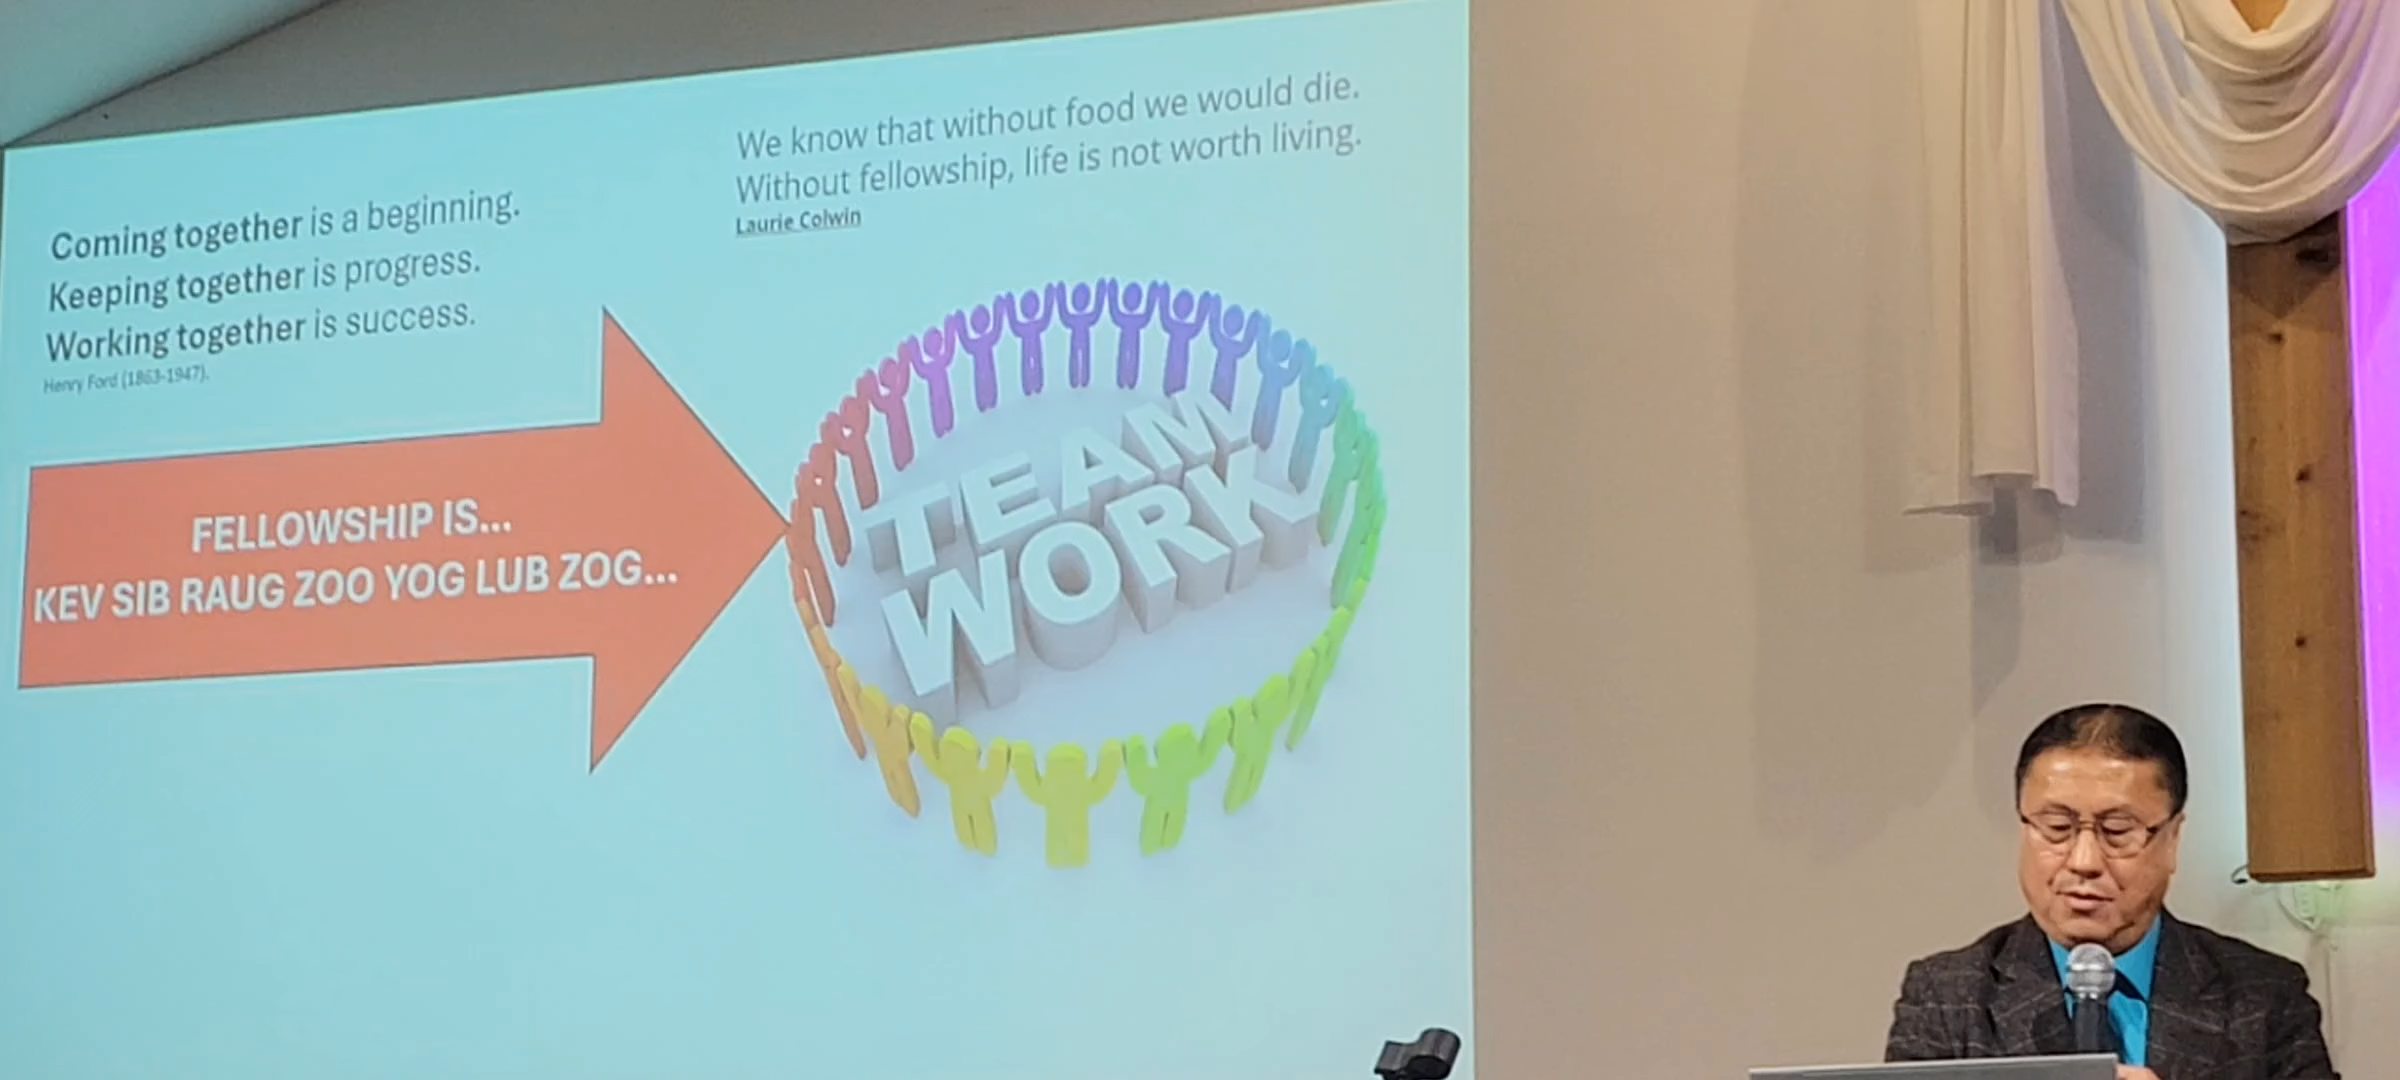 Coming together is a beginning.
Keeping together is progress.
Working together is success.
Henry Ford (1863-1947).
We know that without food we would die.
Without fellowship, life is not worth living.
Laurie Colwin
FELLOWSHIP IS...
KEV SIB RAUG ZOO YOG LUB ZOG...
TEAM
WORK